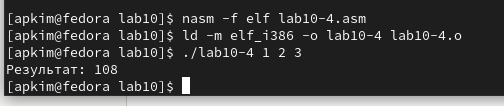 [apkim@fedora lab10]$ nasm -f elf lab10-4.asm
[apkim@fedora lab10]$ ld -m elf_i386 -o lab10-4 lab10-4.o
[apkim@fedora lab10]$ ./lab10-4 1 2 3
Результат: 108
[apkim@fedora lab10]$